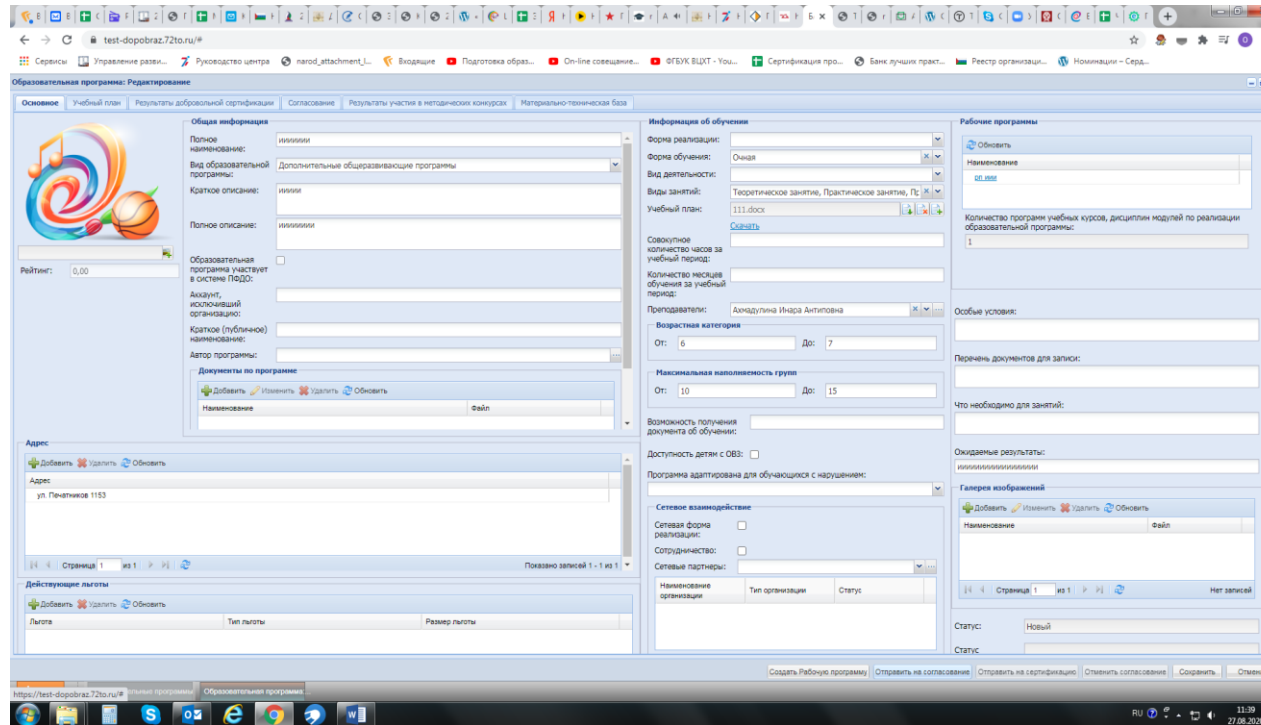 test-dopobraz.72to.ru/#
Сервисы Управление разви... Руководство центра narod_attachment_l... Входящие Подготовка образ... On-line совещание... ФГБУК ВЦХТ - You... Сертификация про... Банк лучших практ... Реестр организаци... Номинации – Серд...
Образовательная программа: Редактирование
Основное Учебный план Результаты добровольной сертификации Согласование Результаты участия в методических конкурсах Материально-техническая база
Рейтинг: 0,00
Общая информация
Полное
наименование:
иииииии
Вид образовательной
программы:
Дополнительные общеразвивающие программы
Краткое описание: иииии
Полное описание: ииииииии
Образовательная
программа участвует
в системе ПФДО:
Аккаунт,
исключивший
организацию:
Краткое (публичное)
наименование:
Автор программы:
Документы по программе
Добавить Изменить Удалить Обновить
Наименование Файл
Адрес
Добавить Удалить Обновить
Адрес
ул. Печатников 1153
Страница 1 из 1 Показано записей 1 - 1 из 1
Действующие льготы
Добавить Удалить Обновить
Льгота Тип льготы Размер льготы
Информация об обучении
Форма реализации:
Форма обучения: Очная
Вид деятельности:
Виды занятий: Теоретическое занятие, Практическое занятие, Пр
Учебный план: 111.docx
Скачать
Совокупное
количество часов за
учебный период:
Количество месяцев
обучения за учебный
период:
Преподаватели: Ахмадулина Инара Антиповна
Возрастная категория
От: 6 До: 7
Максимальная наполняемость групп
От: 10 До: 15
Возможность получения
документа об обучении:
Доступность детям с ОВЗ:
Программа адаптирована для обучающихся с нарушением:
Сетевое взаимодействие
Сетевая форма
реализации:
Сотрудничество:
Сетевые партнеры:
Наименование
организации
Тип организации Статус
Рабочие программы
Обновить
Наименование
рп иии
Количество программ учебных курсов, дисциплин модулей по реализации
образовательной программы:
1
Особые условия:
Перечень документов для записи:
Что необходимо для занятий:
Ожидаемые результаты:
Галерея изображений
Добавить Изменить Удалить Обновить
Наименование Файл
Страница 1 из 1 Нет записей
Статус: Новый
Статус
Создать Рабочую программу Отправить на согласование Отправить на сертификацию Отменить согласование Сохранить Отмен
https://test-dopobraz.72to.ru/# Образовательная программа:
RU 11:39
27.08.202